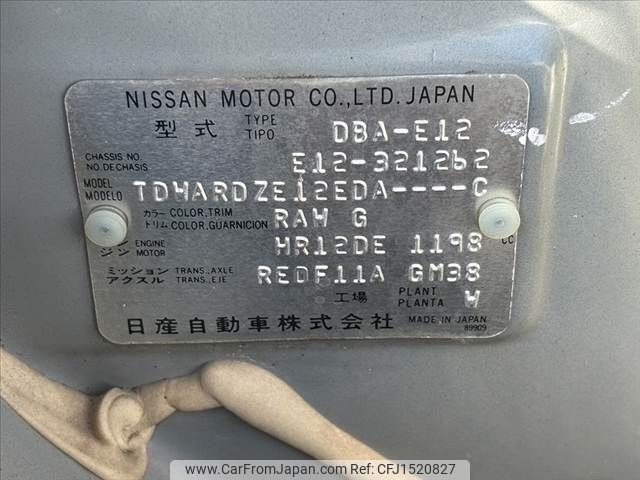 NISSAN MOTOR CO.,LTD. JAPAN
型式 TYPE TIPO DBA-E12
CHASSIS NO. NO.DE CHASIS E12-321262
MODEL MODELO TDWARDZE12EDA----C
カラー COLOR,TRIM トリム COLOR,GUARNICION RAW G
エンジン ENGINE MOTOR HR12DE 1198 CC
ミッション TRANS.,AXLE アクスル TRANS.,EJE RE0F11A GM38
工場 PLANT PLANTA W
日産自動車株式会社 MADE IN JAPAN
89909
www.CarFromJapan.com Ref: CFJ1520827